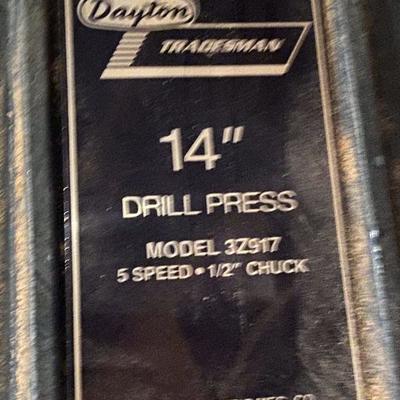 Dayton
TRADESMAN
14"
DRILL PRESS
MODEL 3Z917
5 SPEED • 1/2" CHUCK